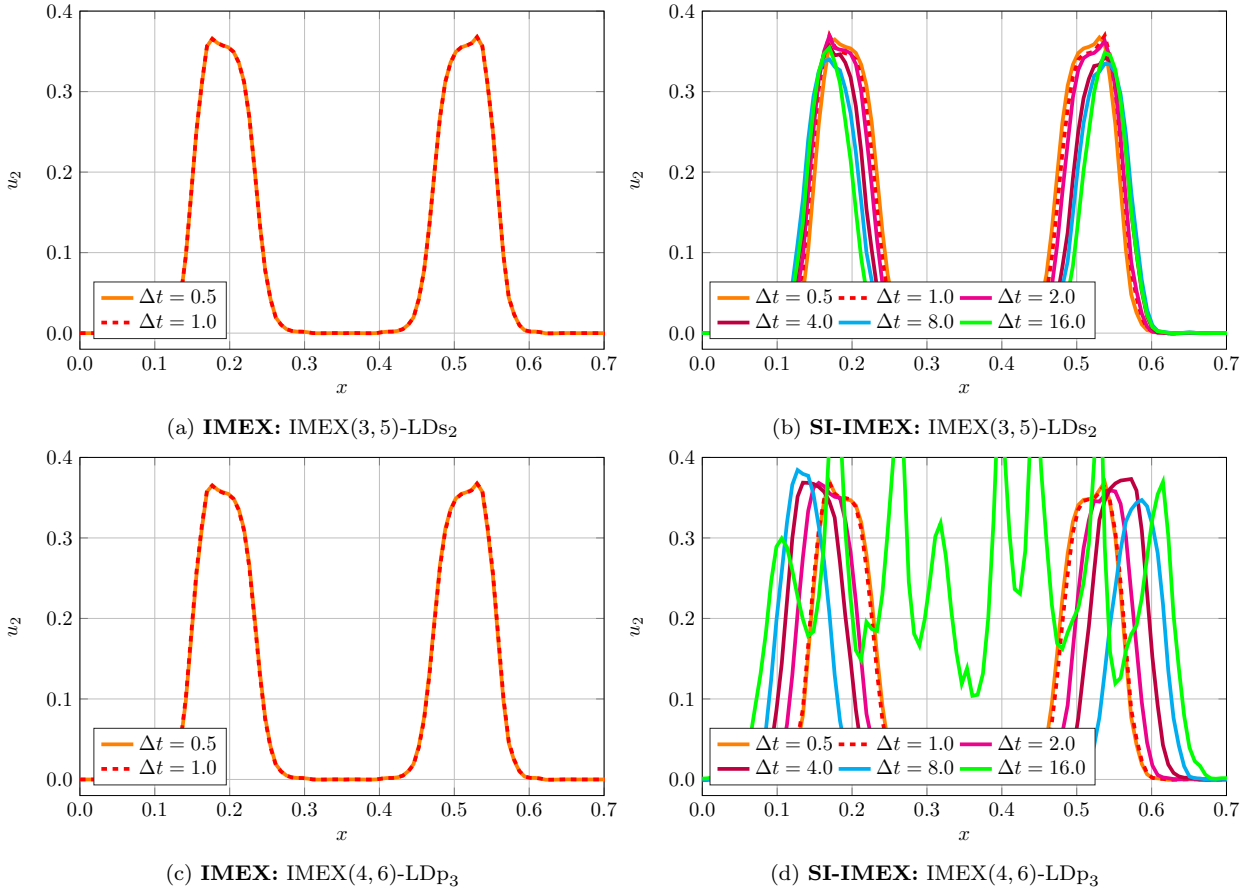 0.4
0.3
0.2
0.1
0.0
u₂
Δt = 0.5
Δt = 1.0
0.0 0.1 0.2 0.3 0.4 0.5 0.6 0.7
x
(a) IMEX: IMEX(3, 5)-LDs₂
0.4
0.3
0.2
0.1
0.0
u₂
Δt = 0.5 Δt = 1.0 Δt = 2.0
Δt = 4.0 Δt = 8.0 Δt = 16.0
0.0 0.1 0.2 0.3 0.4 0.5 0.6 0.7
x
(b) SI-IMEX: IMEX(3, 5)-LDs₂
0.4
0.3
0.2
0.1
0.0
u₂
Δt = 0.5
Δt = 1.0
0.0 0.1 0.2 0.3 0.4 0.5 0.6 0.7
x
(c) IMEX: IMEX(4, 6)-LDp₃
0.4
0.3
0.2
0.1
0.0
u₂
Δt = 0.5 Δt = 1.0 Δt = 2.0
Δt = 4.0 Δt = 8.0 Δt = 16.0
0.0 0.1 0.2 0.3 0.4 0.5 0.6 0.7
x
(d) SI-IMEX: IMEX(4, 6)-LDp₃